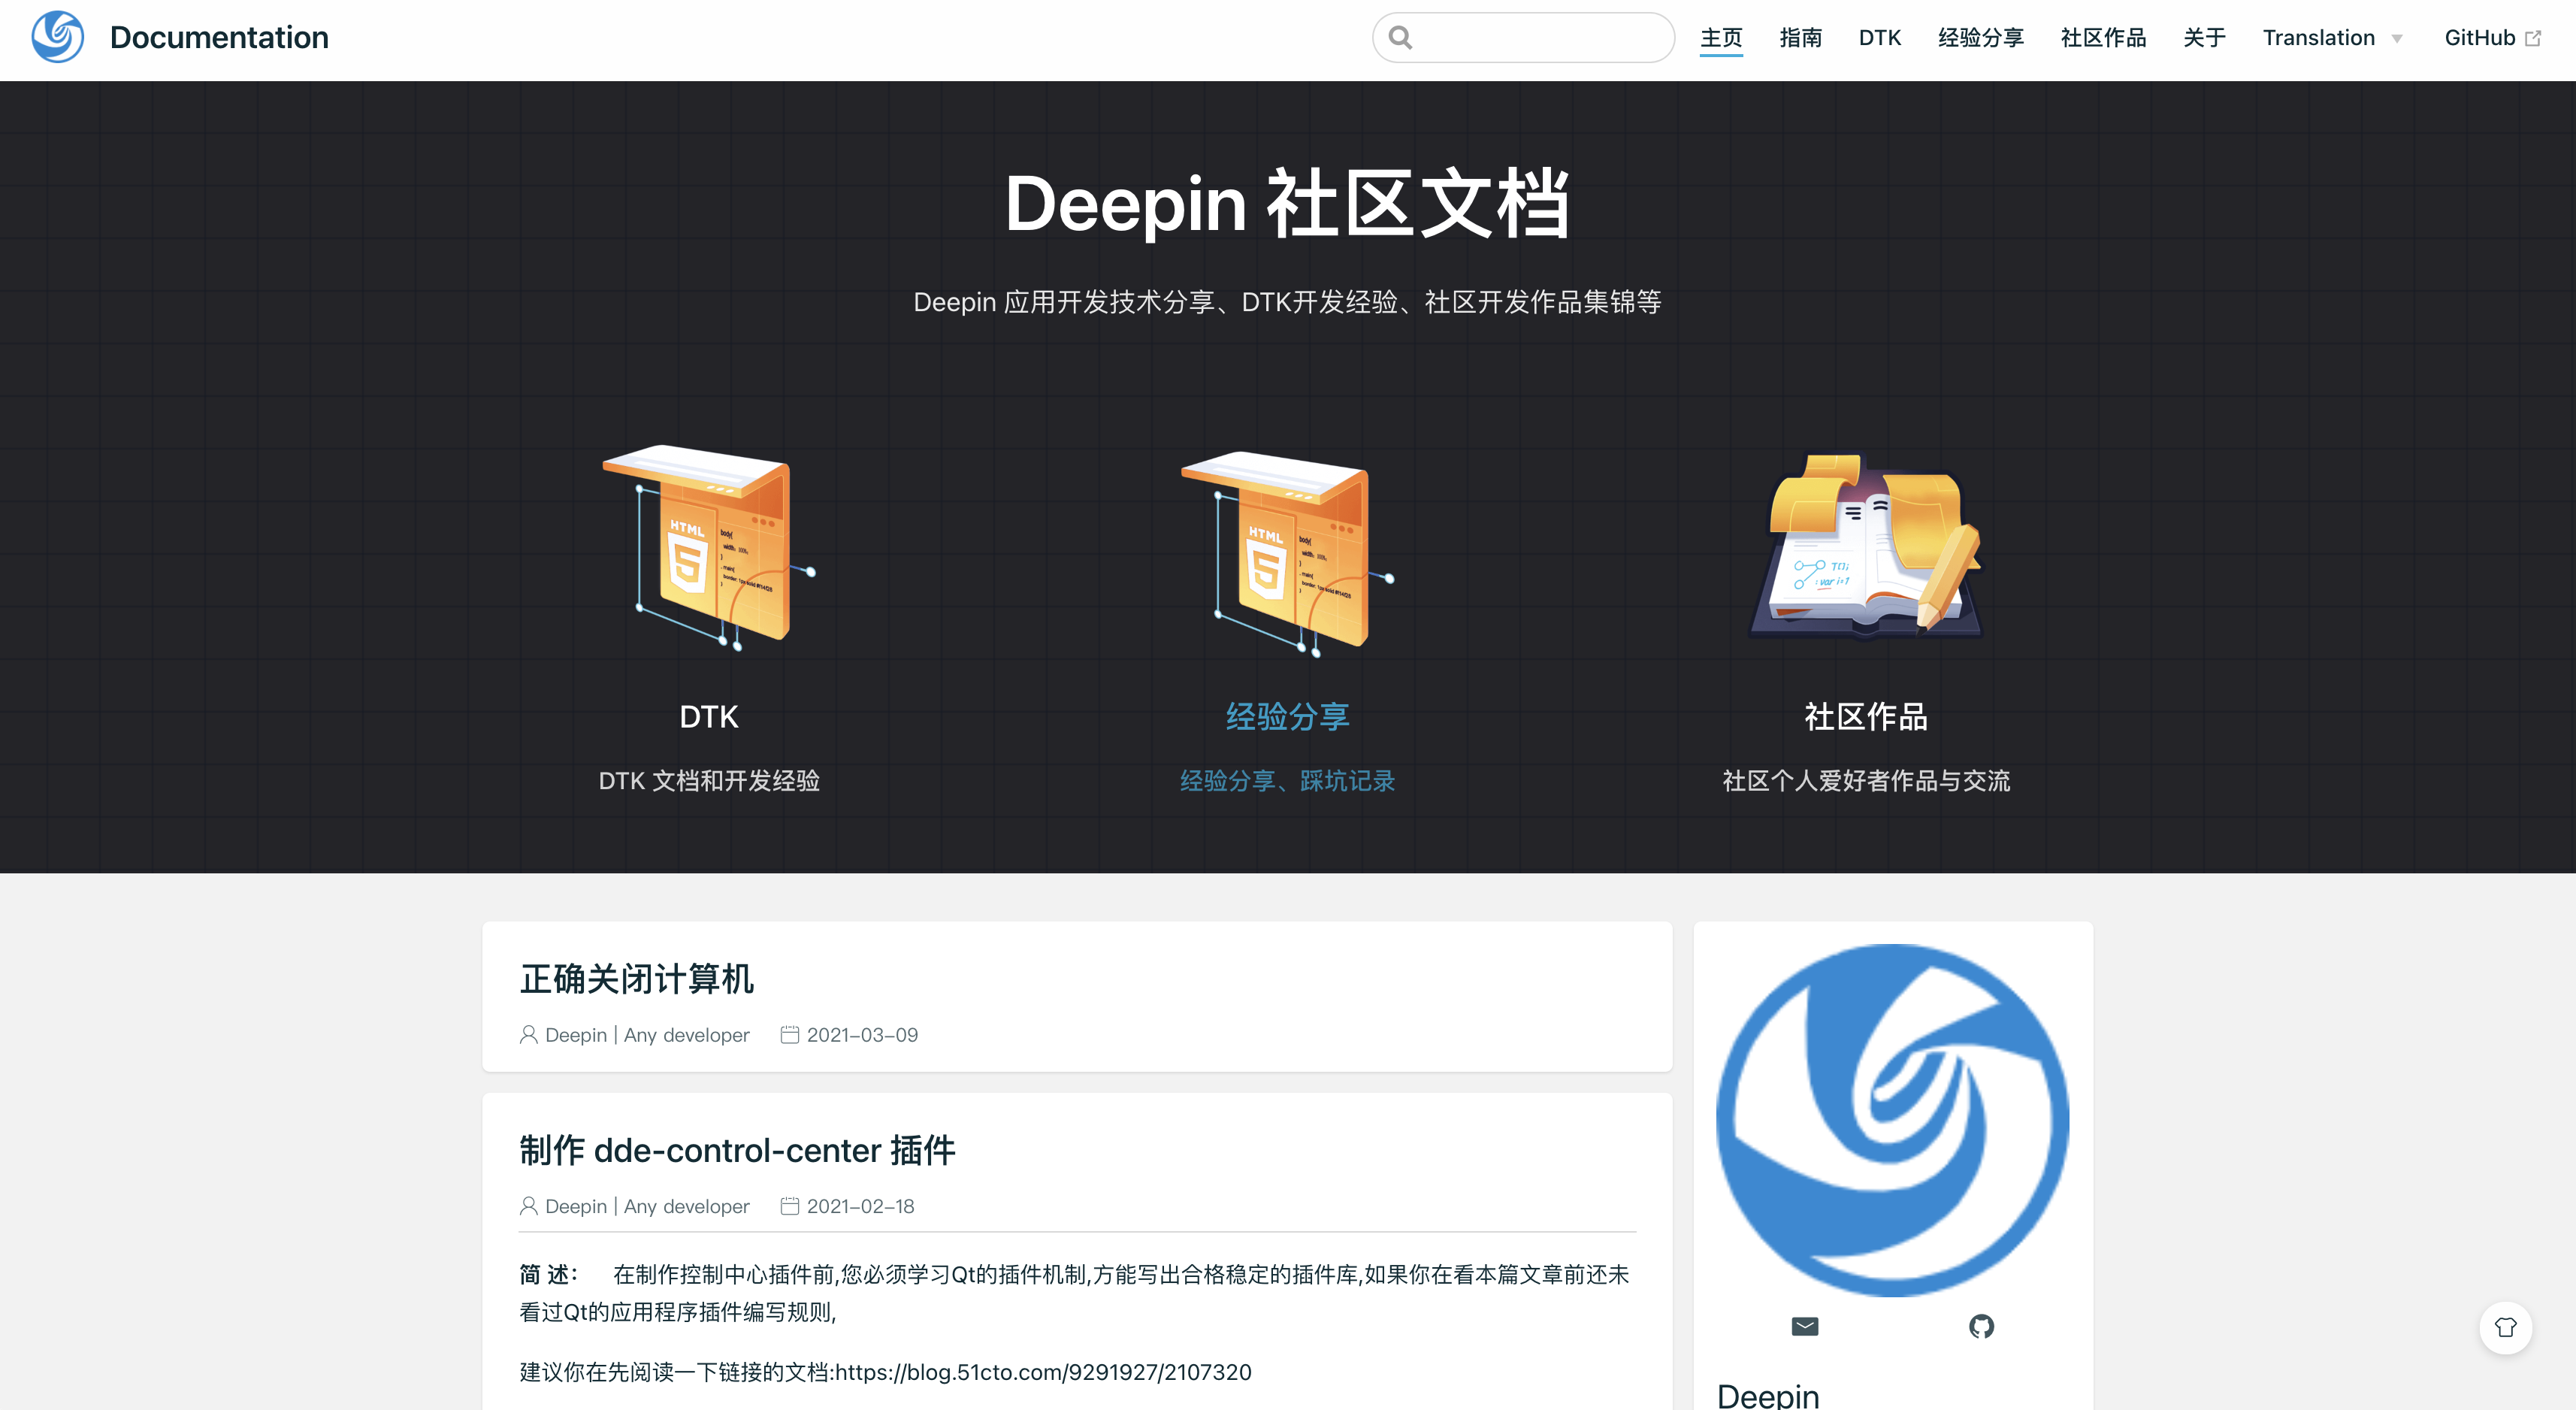 Documentation
主页 指南 DTK 经验分享 社区作品 关于 Translation GitHub
Deepin 社区文档
Deepin 应用开发技术分享、DTK开发经验、社区开发作品集锦等
HTML
HTML
T();
: var i=1
DTK
DTK 文档和开发经验
经验分享
经验分享、踩坑记录
社区作品
社区个人爱好者作品与交流
正确关闭计算机
Deepin | Any developer 2021-03-09
制作 dde-control-center 插件
Deepin | Any developer 2021-02-18
简 述： 在制作控制中心插件前,您必须学习Qt的插件机制,方能写出合格稳定的插件库,如果你在看本篇文章前还未
看过Qt的应用程序插件编写规则,
建议你在先阅读一下链接的文档:https://blog.51cto.com/9291927/2107320
Deepin